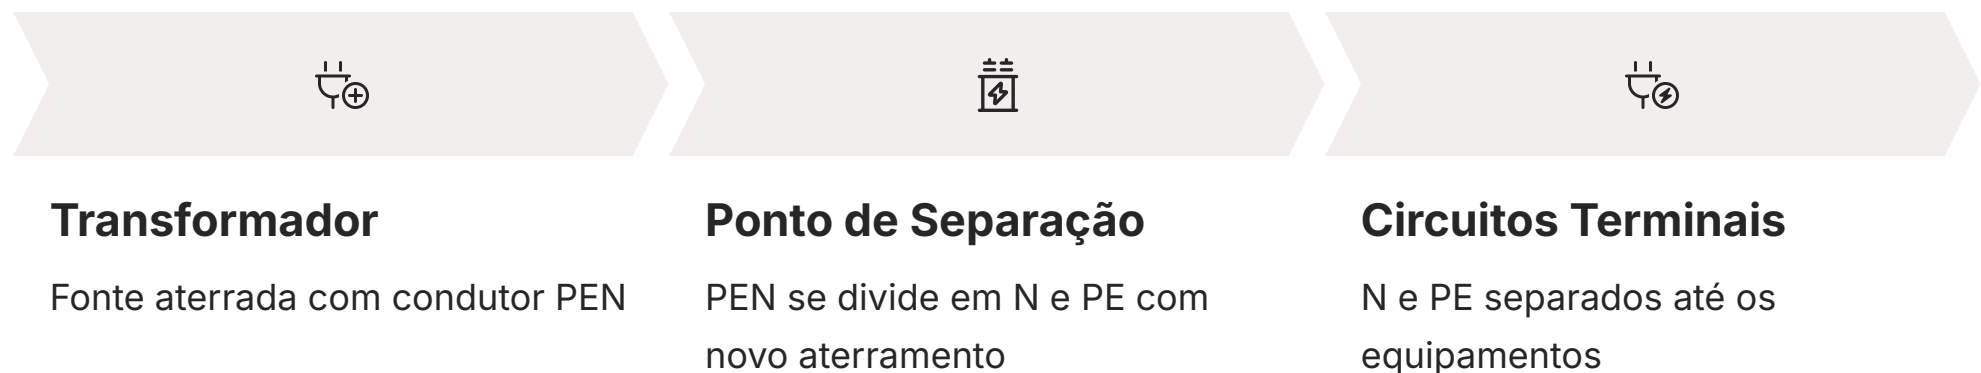 Transformador
Fonte aterrada com condutor PEN
Ponto de Separação
PEN se divide em N e PE com
novo aterramento
Circuitos Terminais
N e PE separados até os
equipamentos